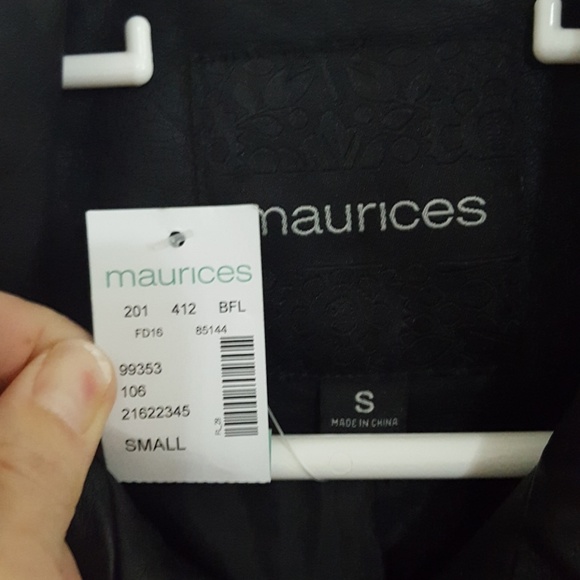 maurices
maurices
201 412 BFL
FD16 85144
99353
106
21622345
SMALL
S
MADE IN CHINA